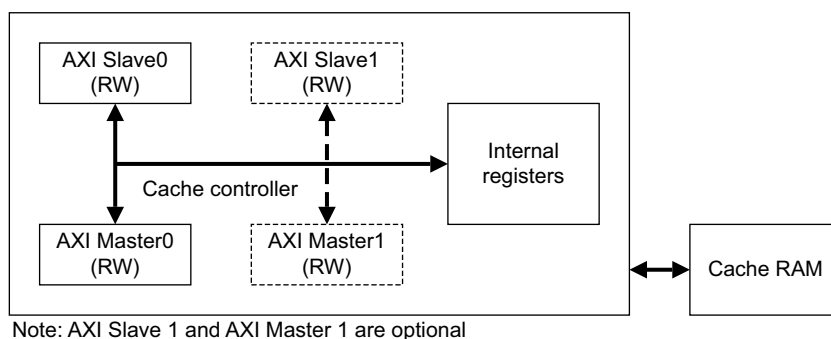 AXI Slave0
(RW)
AXI Slave1
(RW)
Internal
registers
Cache controller
AXI Master0
(RW)
AXI Master1
(RW)
Cache RAM
Note: AXI Slave 1 and AXI Master 1 are optional